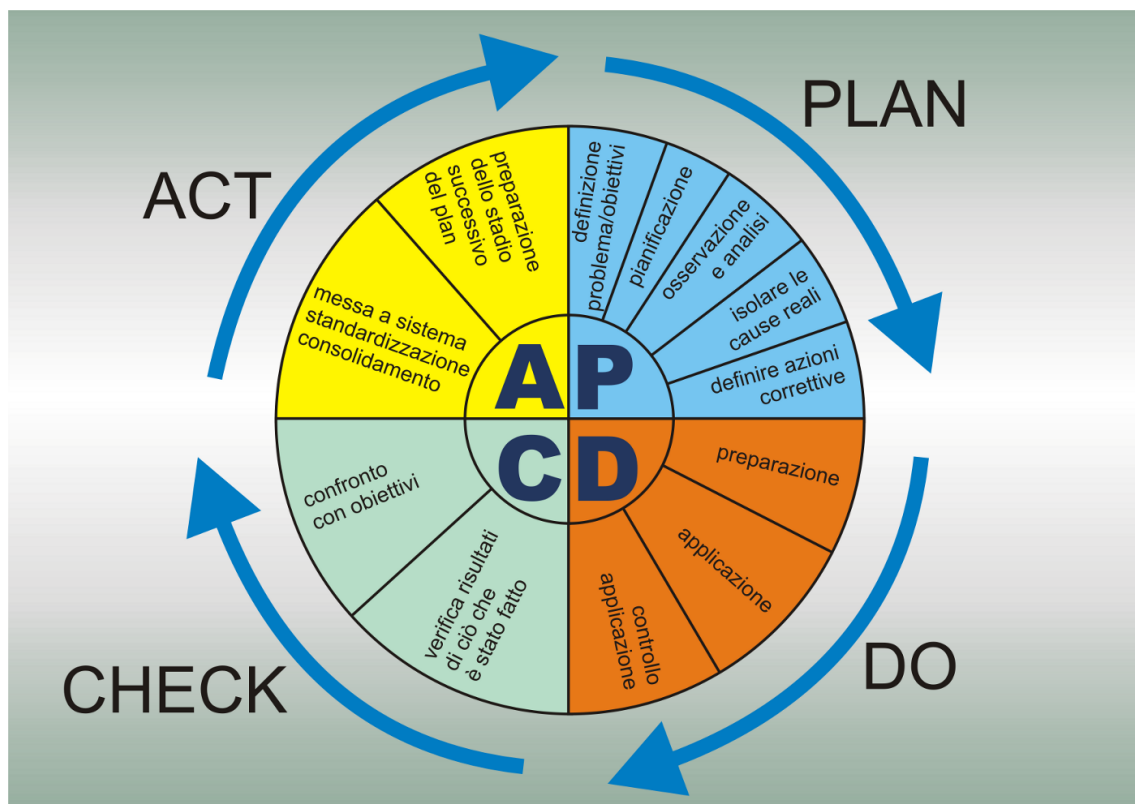 PLAN
definizione
problema/obiettivi
pianificazione
osservazione
e analisi
isolare le
cause reali
definire azioni
correttive
DO
preparazione
applicazione
controllo
applicazione
CHECK
verifica risultati
di ciò che
è stato fatto
confronto
con obiettivi
ACT
messa a sistema
standardizzazione
consolidamento
preparazione
dello stadio
successivo
del plan
A P
C D